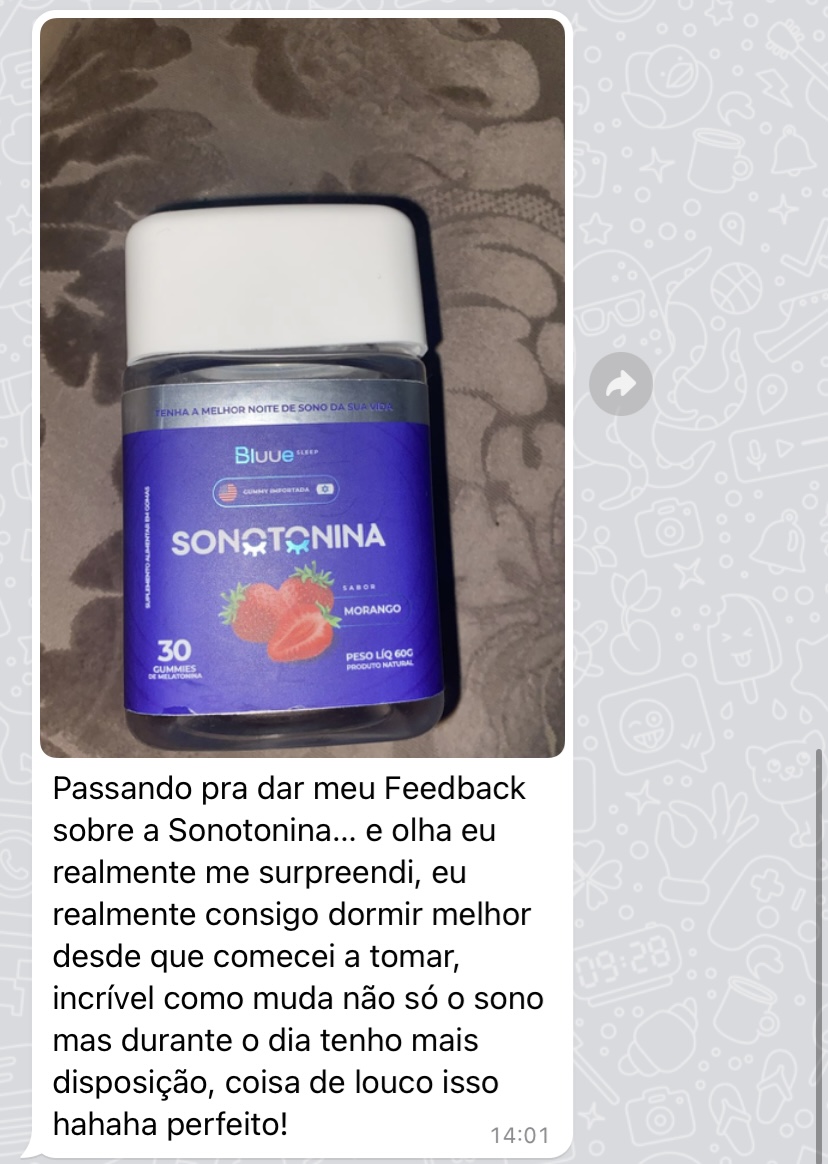 TENHA A MELHOR NOITE DE SONO DA SUA VIDA
Bluue SLEEP
GUMMY IMPORTADA
SONOTONINA
SUPLEMENTO ALIMENTAR EM GOMAS
SABOR
MORANGO
30
GUMMIES
DE MELATONINA
PESO LÍQ 60G
PRODUTO NATURAL
Passando pra dar meu Feedback
sobre a Sonotonina... e olha eu
realmente me surpreendi, eu
realmente consigo dormir melhor
desde que comecei a tomar,
incrível como muda não só o sono
mas durante o dia tenho mais
disposição, coisa de louco isso
hahaha perfeito!
14:01
09:28